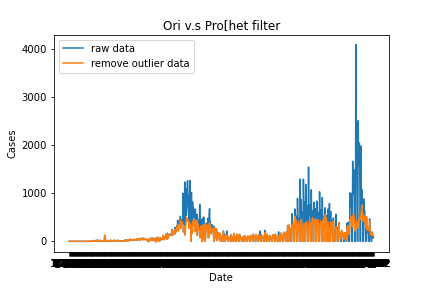 Ori v.s Pro[het filter
raw data
remove outlier data
4000
3000
2000
1000
0
Cases
Date